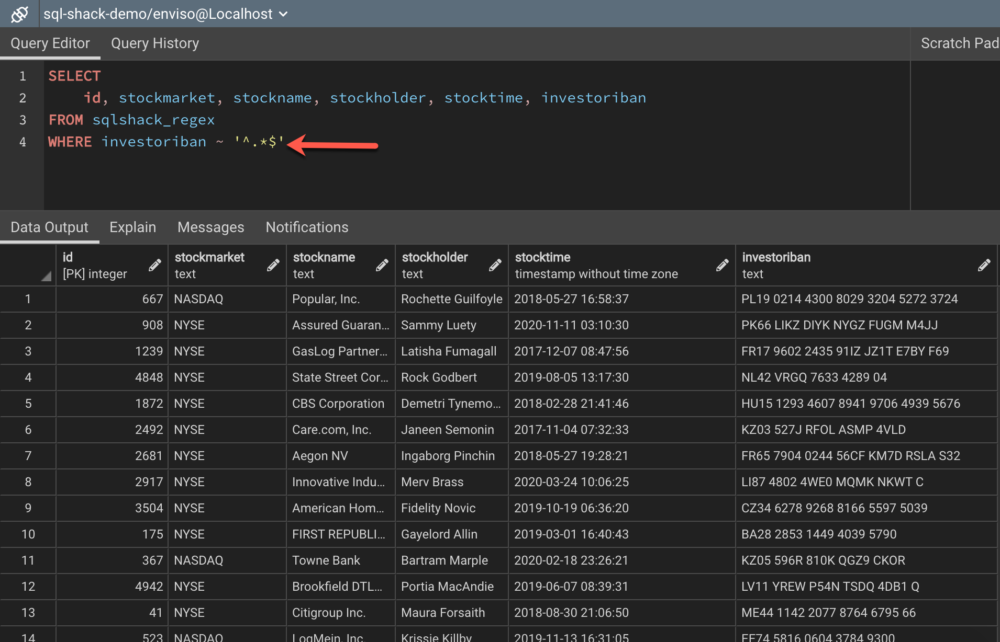 sql-shack-demo/enviso@Localhost
Query Editor Query History Scratch Pad
1 SELECT
2 id, stockmarket, stockname, stockholder, stocktime, investoriban
3 FROM sqlshack_regex
4 WHERE investoriban ~ '^.*$'
Data Output Explain Messages Notifications
id stockmarket stockname stockholder stocktime investoriban
[PK] integer text text text timestamp without time zone text
1 667 NASDAQ Popular, Inc. Rochette Guilfoyle 2018-05-27 16:58:37 PL19 0214 4300 8029 3204 5272 3724
2 908 NYSE Assured Guaran... Sammy Luety 2020-11-11 03:10:30 PK66 LIKZ DIYK NYGZ FUGM M4JJ
3 1239 NYSE GasLog Partner... Latisha Fumagall 2017-12-07 08:47:56 FR17 9602 2435 91IZ JZ1T E7BY F69
4 4848 NYSE State Street Cor... Rock Godbert 2019-08-05 13:17:30 NL42 VRGQ 7633 4289 04
5 1872 NYSE CBS Corporation Demetri Tynemo... 2018-02-28 21:41:46 HU15 1293 4607 8941 9706 4939 5676
6 2492 NYSE Care.com, Inc. Janeen Semonin 2017-11-04 07:32:33 KZ03 527J RFOL ASMP 4VLD
7 2681 NYSE Aegon NV Ingaborg Pinchin 2018-05-27 19:28:21 FR65 7904 0244 56CF KM7D RSLA S32
8 2917 NYSE Innovative Indu... Merv Brass 2020-03-24 10:06:25 LI87 4802 4WE0 MQMK NKWT C
9 3504 NYSE American Hom... Fidelity Novic 2019-10-19 06:36:20 CZ34 6278 9268 8166 5597 5039
10 175 NYSE FIRST REPUBLI... Gayelord Allin 2019-03-01 16:40:43 BA28 2853 1449 4039 5790
11 367 NASDAQ Towne Bank Bartram Marple 2020-02-18 23:26:21 KZ05 596R 810K QGZ9 CKOR
12 4942 NYSE Brookfield DTL... Portia MacAndie 2019-06-07 08:39:31 LV11 YREW P54N TSDQ 4DB1 Q
13 41 NYSE Citigroup Inc. Maura Forsaith 2018-08-30 21:06:50 ME44 1142 2077 8764 6795 66
14 523 NASDAQ LogMein, Inc. Krissie Killby 2019-11-13 16:31:05 EE74 5816 0604 3784 9300